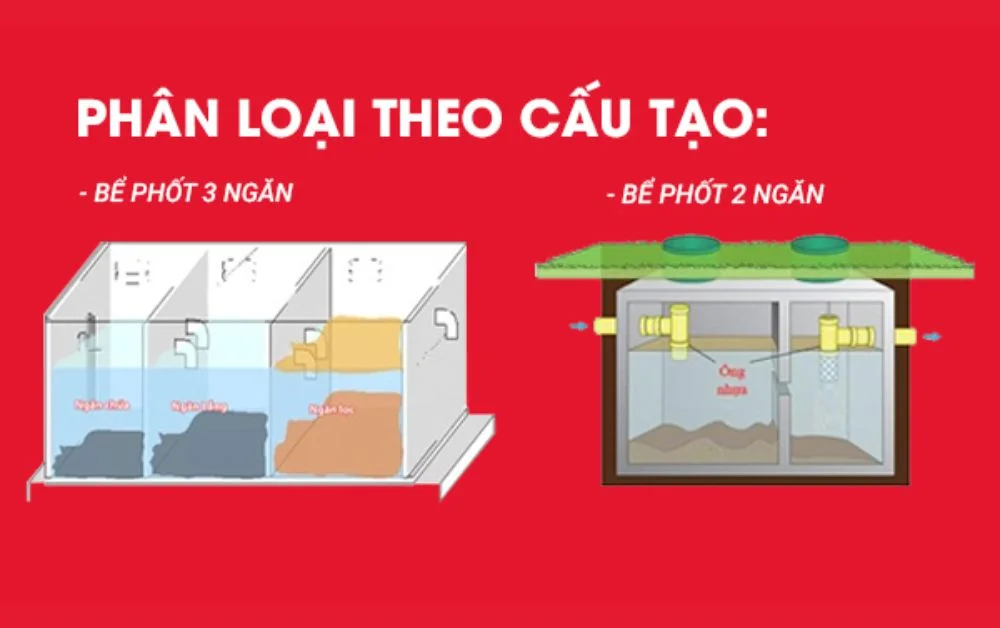 PHÂN LOẠI THEO CẤU TẠO:
- BỂ PHỐT 3 NGĂN
- BỂ PHỐT 2 NGĂN
Ngăn chứa
Ngăn lắng
Ngăn lọc
Ống
nhựa